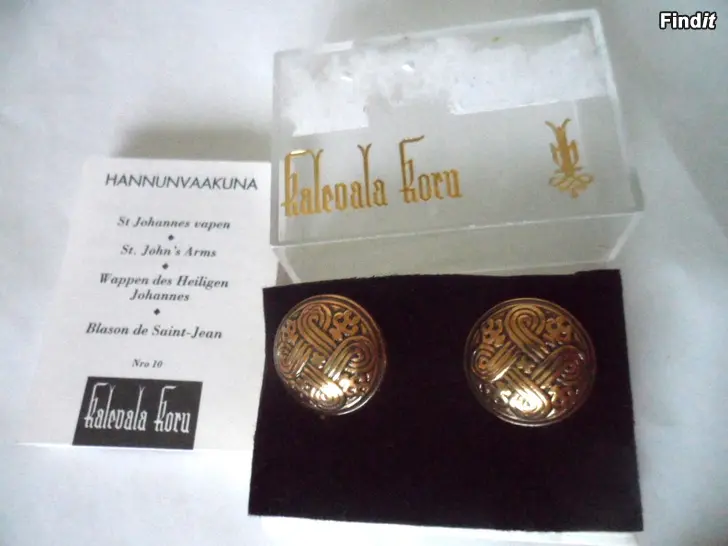 Findit
Kalevala Koru
HANNUNVAAKUNA
St Johannes vapen
St. John's Arms
Wappen des Heiligen
Johannes
Blason de Saint-Jean
Nro 10
Kalevala Koru